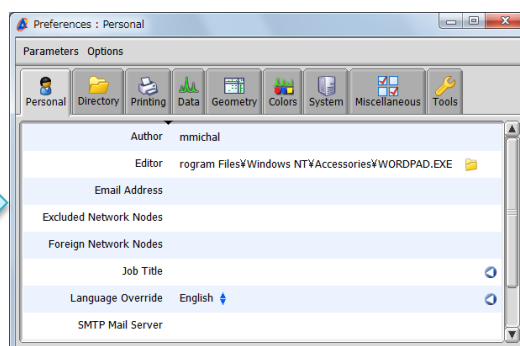 Preferences : Personal
Parameters Options
Personal Directory Printing Data Geometry Colors System Miscellaneous Tools
Author mmichal
Editor rogram Files¥Windows NT¥Accessories¥WORDPAD.EXE
Email Address
Excluded Network Nodes
Foreign Network Nodes
Job Title
Language Override English
SMTP Mail Server